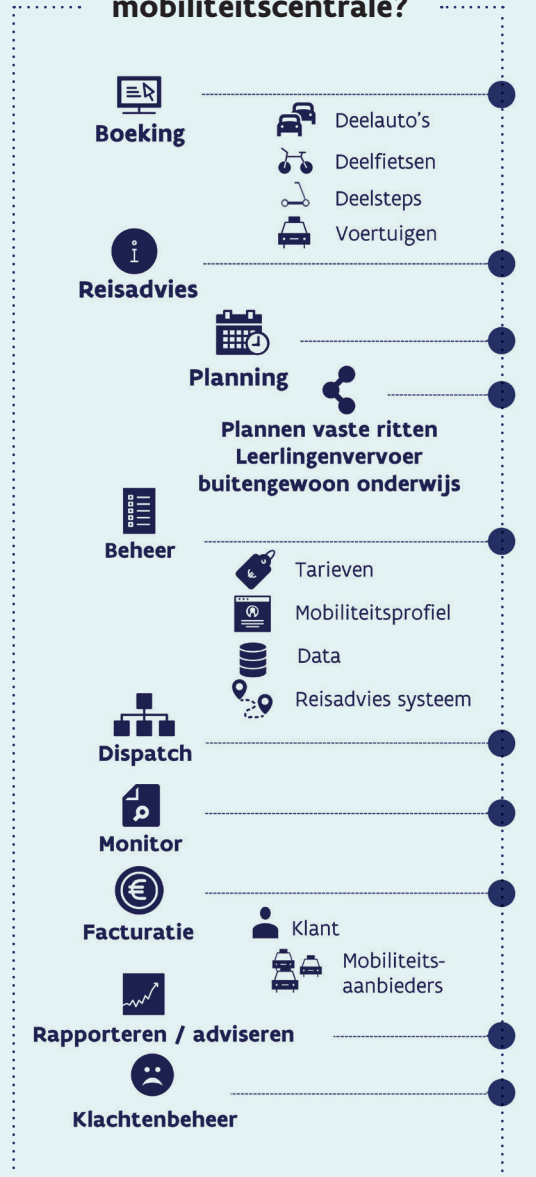 mobiliteitscentrale?
Boeking
Deelauto's
Deelfietsen
Deelsteps
Voertuigen
Reisadvies
Planning
Plannen vaste ritten
Leerlingenvervoer
buitengewoon onderwijs
Beheer
Tarieven
Mobiliteitsprofiel
Data
Reisadvies systeem
Dispatch
Monitor
Facturatie
Klant
Mobiliteits-
aanbieders
Rapporteren / adviseren
Klachtenbeheer